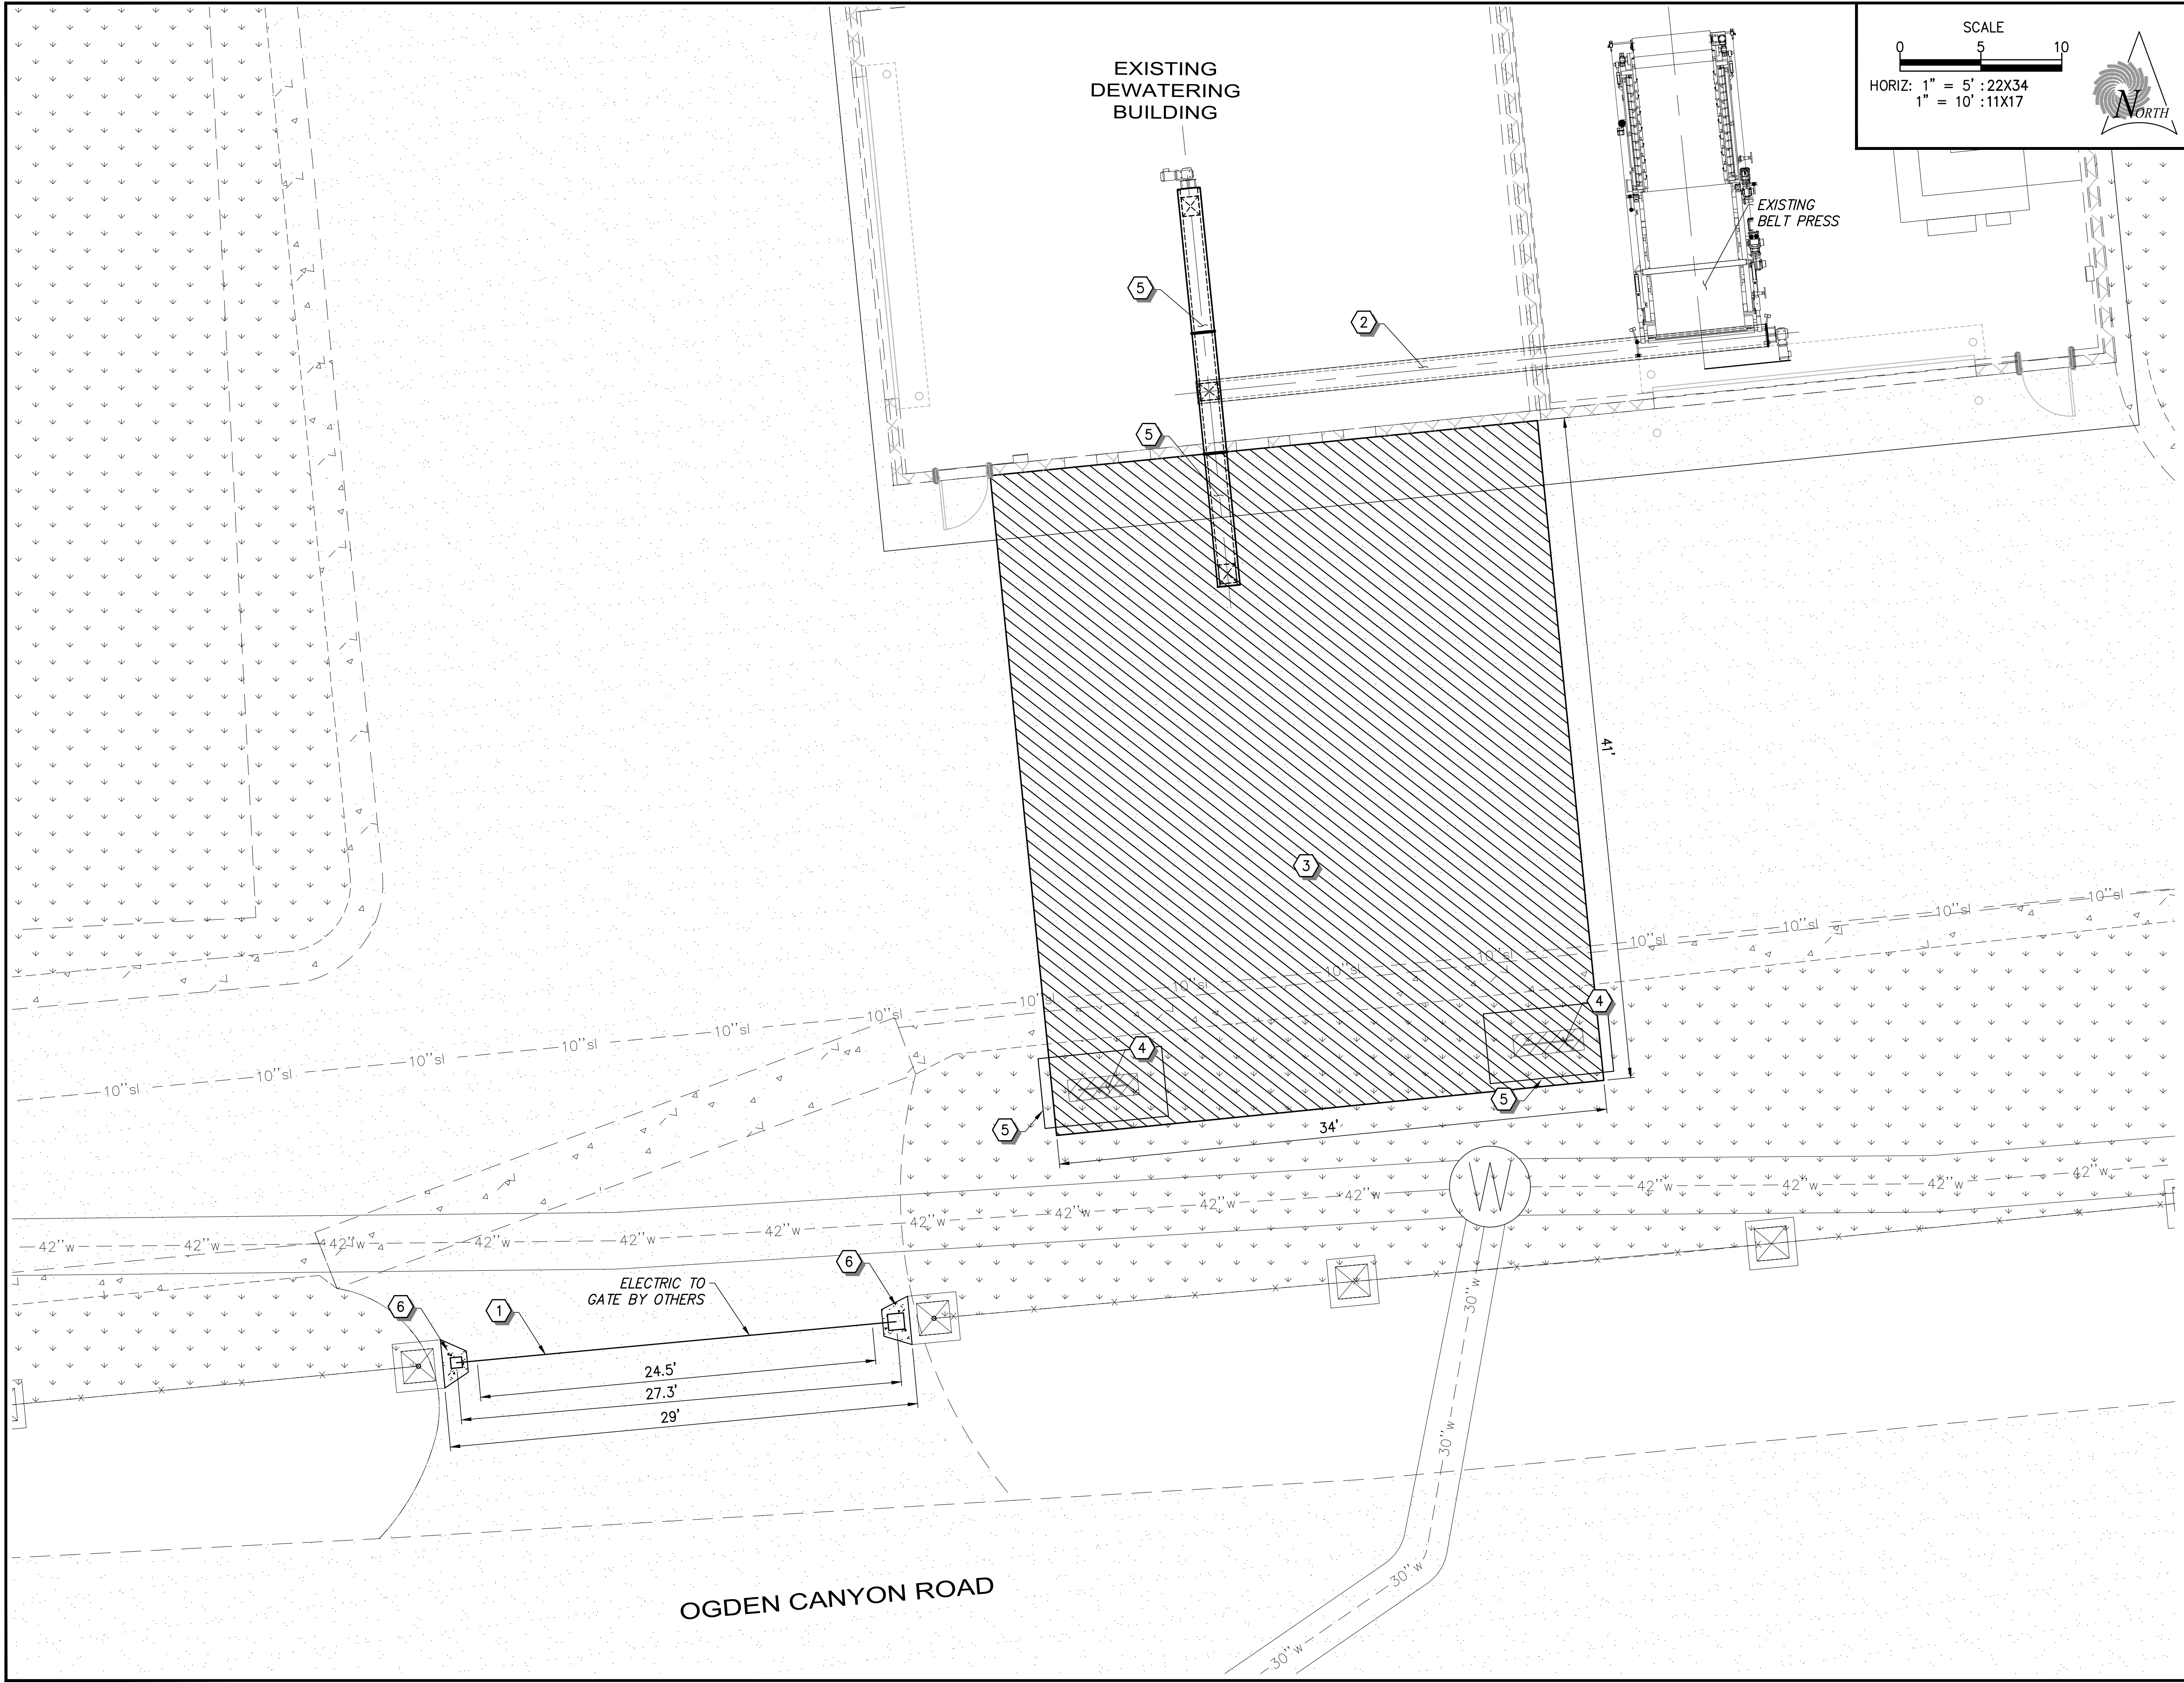 SCALE
0 5 10
HORIZ: 1" = 5' :22X34
1" = 10' :11X17
NORTH
EXISTING
DEWATERING
BUILDING
EXISTING
BELT PRESS
5
2
5
41'
3
10"sl 10"sl 10"sl 10"sl 10"sl 10"sl 10"sl 10"sl 10"sl 10"sl 10"sl 10"sl 10"sl 10"sl
4
4
5
5
34'
W
42"w 42"w 42"w 42"w 42"w 42"w 42"w 42"w 42"w 42"w 42"w 42"w 42"w 42"w
6
ELECTRIC TO
GATE BY OTHERS
6
1
24.5'
27.3'
29'
30"w
30"w
30"w
30"w
OGDEN CANYON ROAD